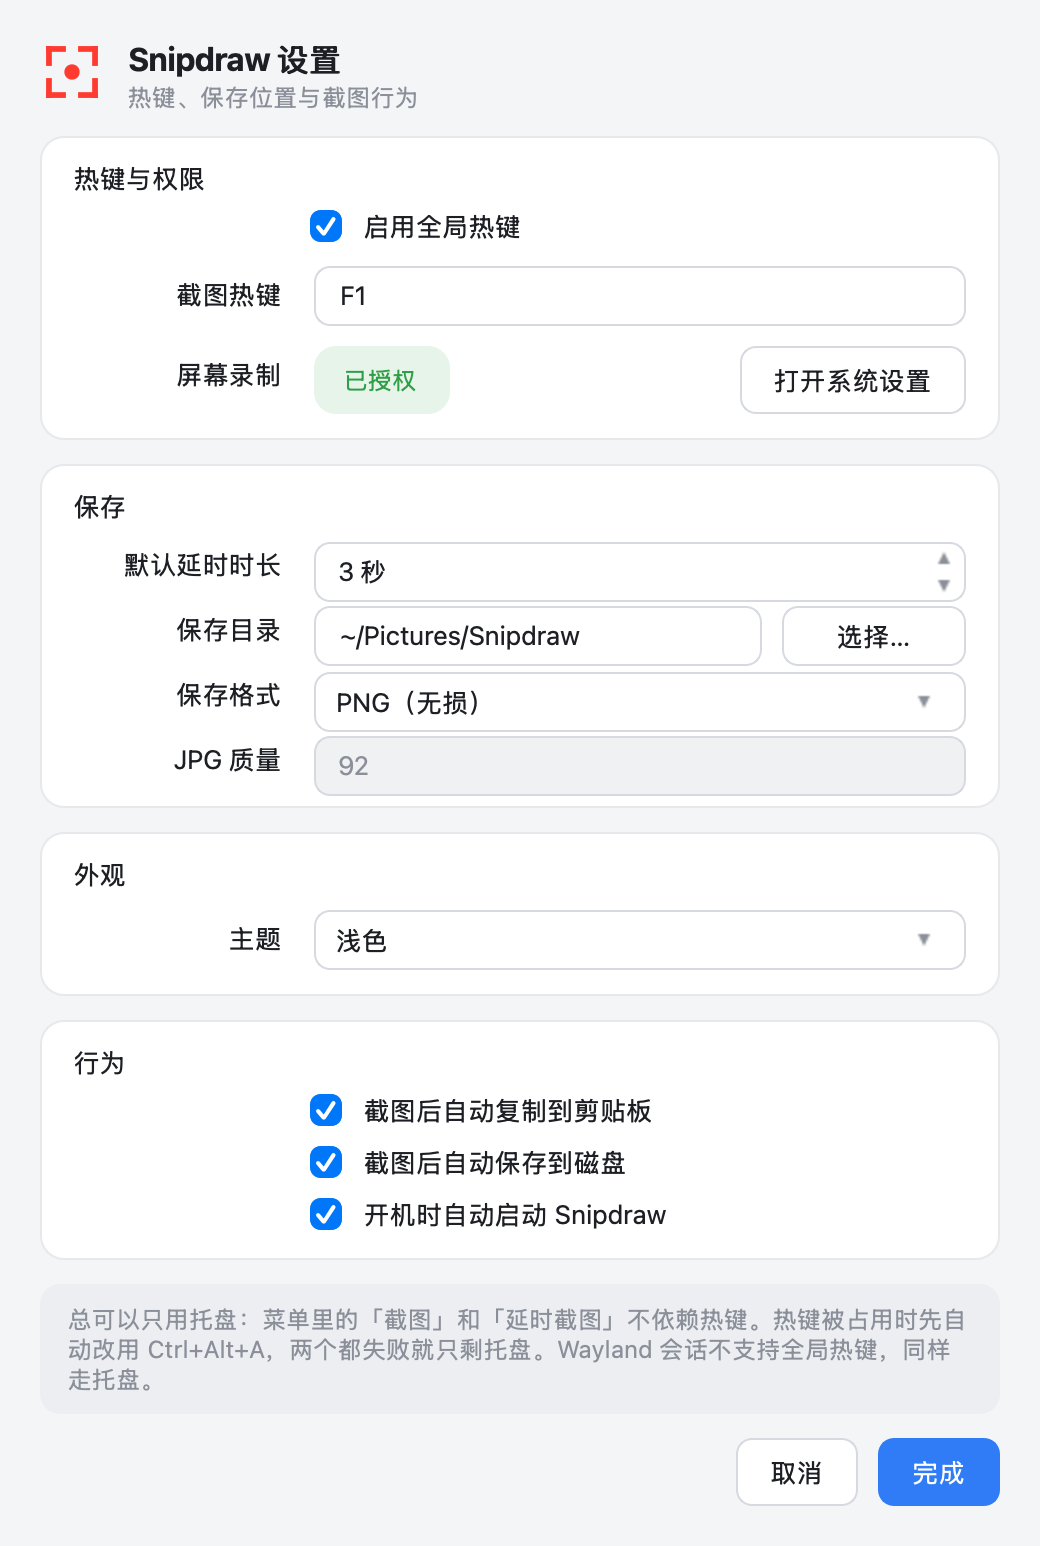 Snipdraw 设置
热键、保存位置与截图行为
热键与权限
启用全局热键
截图热键 F1
屏幕录制 已授权 打开系统设置
保存
默认延时时长 3 秒
保存目录 ~/Pictures/Snipdraw 选择...
保存格式 PNG（无损）
JPG 质量 92
外观
主题 浅色
行为
截图后自动复制到剪贴板
截图后自动保存到磁盘
开机时自动启动 Snipdraw
总可以只用托盘：菜单里的「截图」和「延时截图」不依赖热键。热键被占用时先自
动改用 Ctrl+Alt+A，两个都失败就只剩托盘。Wayland 会话不支持全局热键，同样
走托盘。
取消 完成